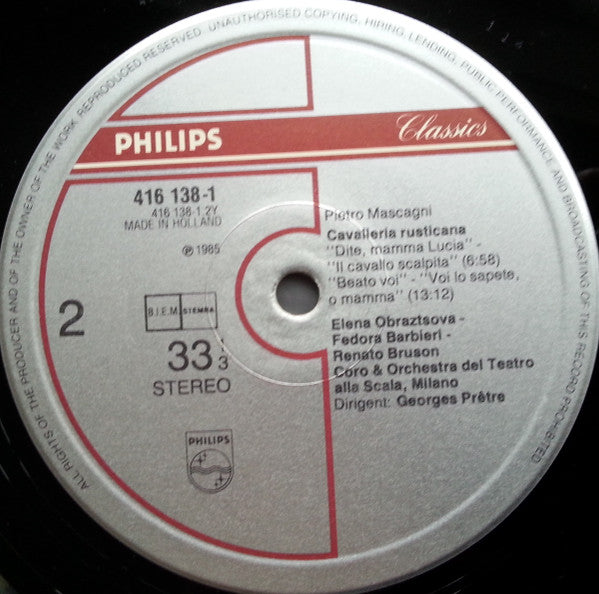 ALL RIGHTS OF THE PRODUCER AND OF THE OWNER OF THE WORK REPRODUCED RESERVED. UNAUTHORISED COPYING, HIRING, LENDING, PUBLIC PERFORMANCE AND BROADCASTING OF THIS RECORD PROHIBITED
PHILIPS
Classics
416 138-1
416 138-1.2Y
MADE IN HOLLAND
℗ 1985
2
B.I.E.M. STEMRA
33 1/3
STEREO
PHILIPS
Pietro Mascagni
Cavalleria rusticana
"Dite, mamma Lucia" -
"Il cavallo scalpita" (6:58)
"Beato voi" - "Voi lo sapete,
o mamma" (13:12)
Elena Obraztsova -
Fedora Barbieri -
Renato Bruson
Coro & Orchestra del Teatro
alla Scala, Milano
Dirigent: Georges Prêtre